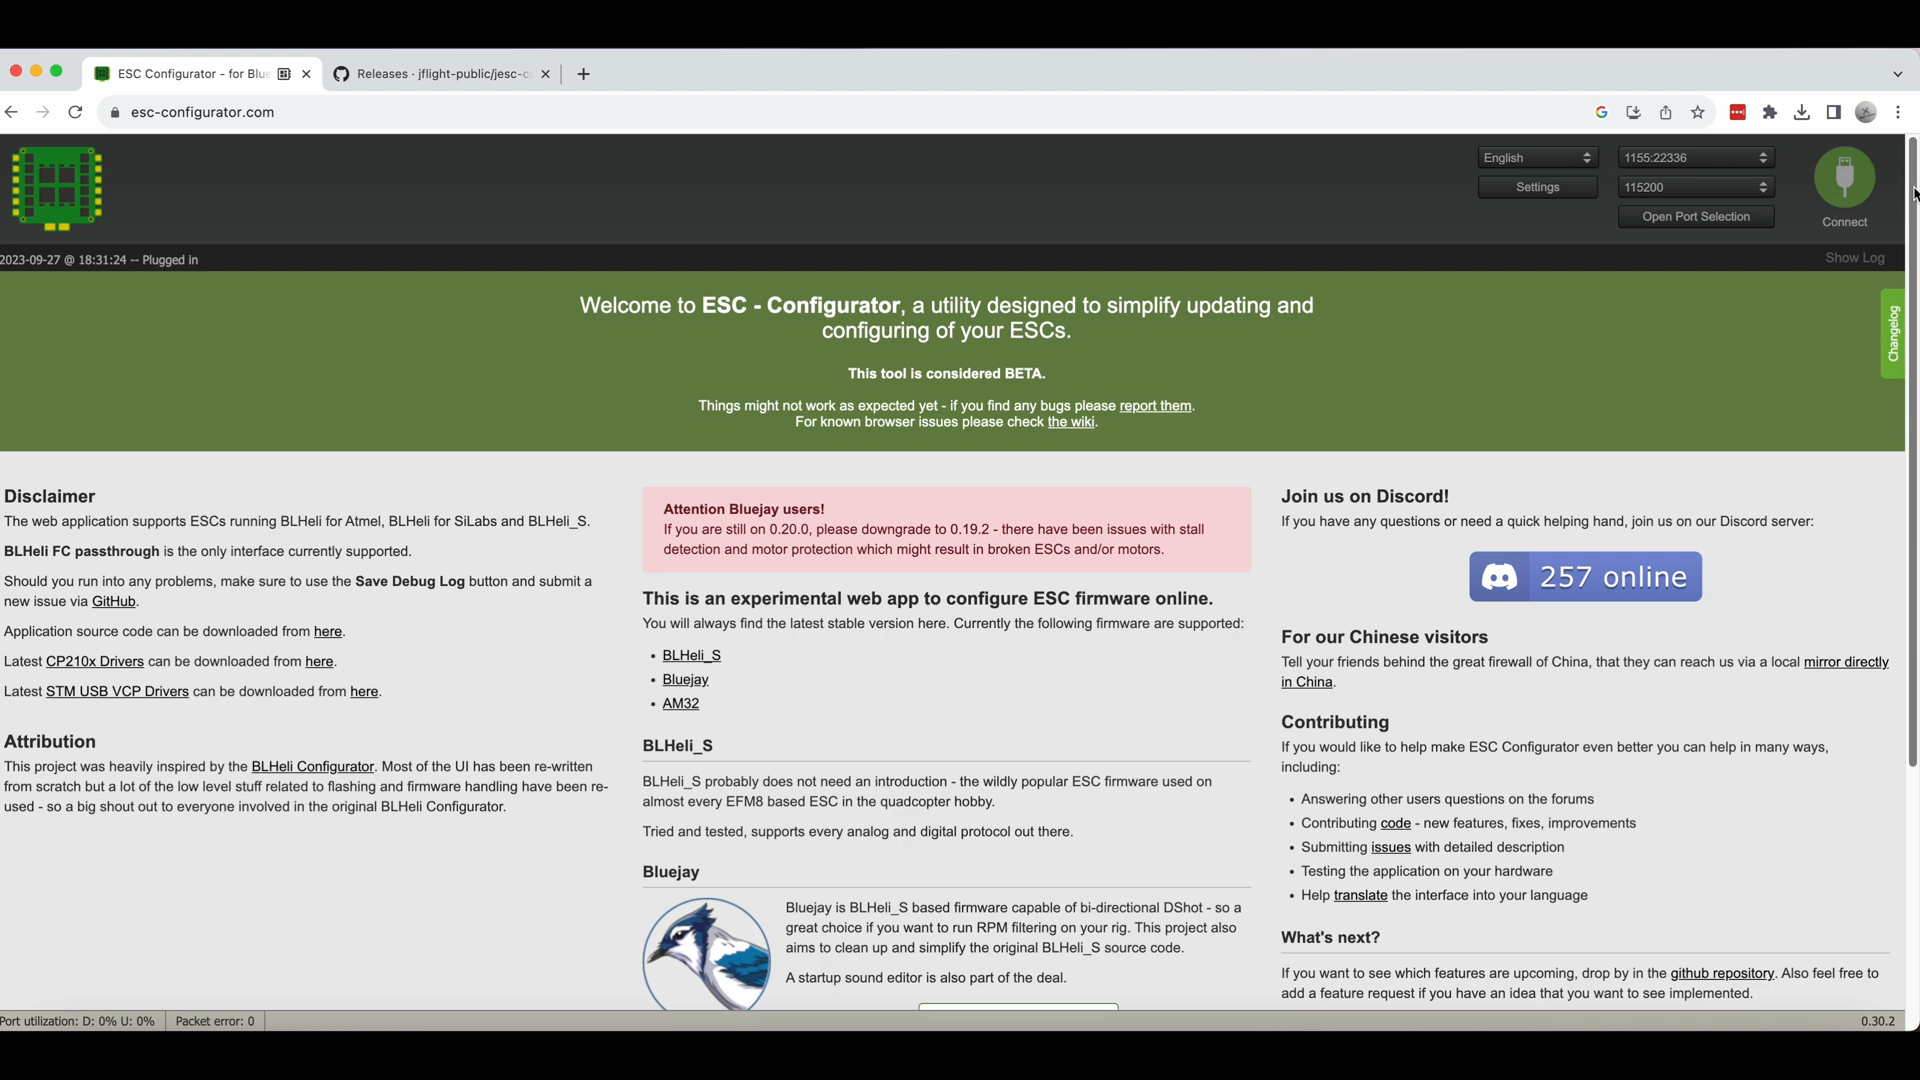 ESC Configurator - for Blue
Releases · jflight-public/jesc-c
esc-configurator.com
English
1155:22336
Settings
115200
Open Port Selection
Connect
2023-09-27 @ 18:31:24 -- Plugged in
Show Log
Welcome to ESC - Configurator, a utility designed to simplify updating and
configuring of your ESCs.
This tool is considered BETA.
Things might not work as expected yet - if you find any bugs please report them.
For known browser issues please check the wiki.
Changelog
Disclaimer
The web application supports ESCs running BLHeli for Atmel, BLHeli for SiLabs and BLHeli_S.
BLHeli FC passthrough is the only interface currently supported.
Should you run into any problems, make sure to use the Save Debug Log button and submit a
new issue via GitHub.
Application source code can be downloaded from here.
Latest CP210x Drivers can be downloaded from here.
Latest STM USB VCP Drivers can be downloaded from here.
Attribution
This project was heavily inspired by the BLHeli Configurator. Most of the UI has been re-written
from scratch but a lot of the low level stuff related to flashing and firmware handling have been re-
used - so a big shout out to everyone involved in the original BLHeli Configurator.
Attention Bluejay users!
If you are still on 0.20.0, please downgrade to 0.19.2 - there have been issues with stall
detection and motor protection which might result in broken ESCs and/or motors.
This is an experimental web app to configure ESC firmware online.
You will always find the latest stable version here. Currently the following firmware are supported:
• BLHeli_S
• Bluejay
• AM32
BLHeli_S
BLHeli_S probably does not need an introduction - the wildly popular ESC firmware used on
almost every EFM8 based ESC in the quadcopter hobby.
Tried and tested, supports every analog and digital protocol out there.
Bluejay
Bluejay is BLHeli_S based firmware capable of bi-directional DShot - so a
great choice if you want to run RPM filtering on your rig. This project also
aims to clean up and simplify the original BLHeli_S source code.
A startup sound editor is also part of the deal.
Join us on Discord!
If you have any questions or need a quick helping hand, join us on our Discord server:
257 online
For our Chinese visitors
Tell your friends behind the great firewall of China, that they can reach us via a local mirror directly
in China.
Contributing
If you would like to help make ESC Configurator even better you can help in many ways,
including:
• Answering other users questions on the forums
• Contributing code - new features, fixes, improvements
• Submitting issues with detailed description
• Testing the application on your hardware
• Help translate the interface into your language
What's next?
If you want to see which features are upcoming, drop by in the github repository. Also feel free to
add a feature request if you have an idea that you want to see implemented.
Port utilization: D: 0% U: 0%
Packet error: 0
0.30.2